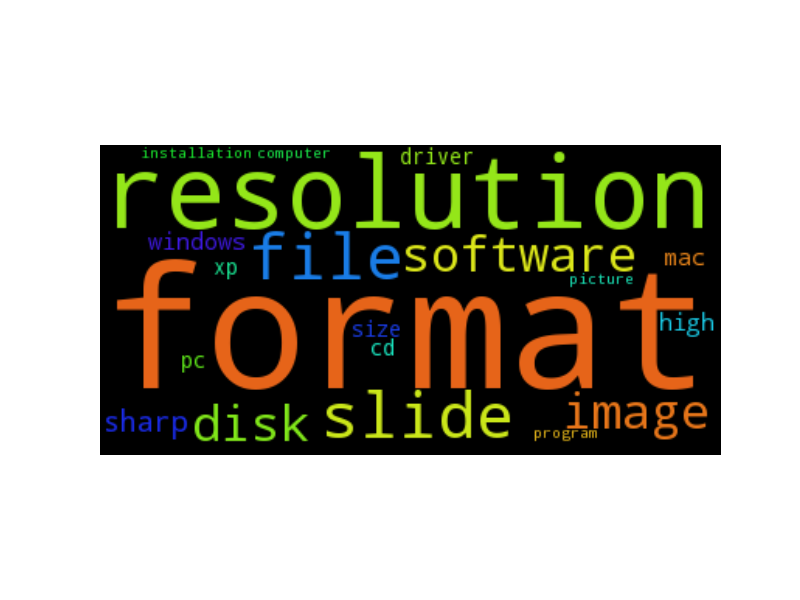 installation computer driver
resolution
windows file software mac
xp picture
format
size high
pc cd
sharp disk slide image
program